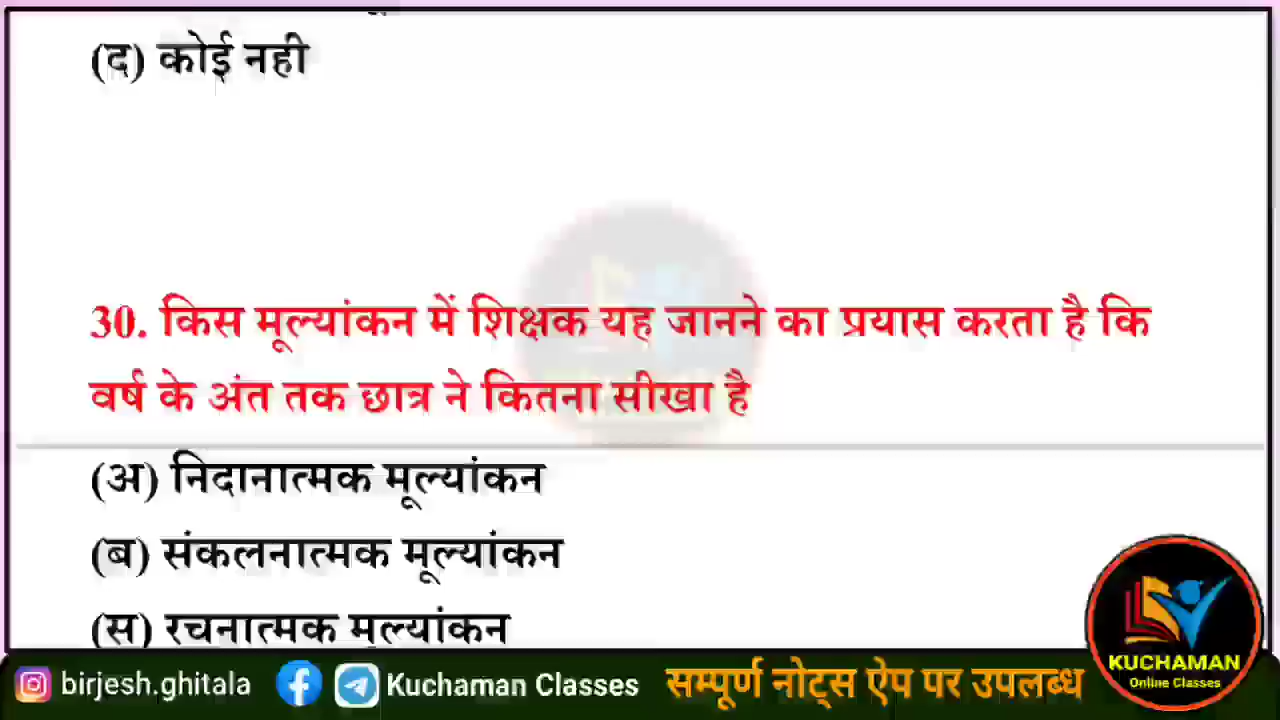 (द) कोई नही
30. किस मूल्यांकन में शिक्षक यह जानने का प्रयास करता है कि
वर्ष के अंत तक छात्र ने कितना सीखा है
(अ) निदानात्मक मूल्यांकन
(ब) संकलनात्मक मूल्यांकन
(स) रचनात्मक मूल्यांकन
KUCHAMAN
Online Classes
birjesh.ghitala Kuchaman Classes सम्पूर्ण नोट्स ऐप पर उपलब्ध